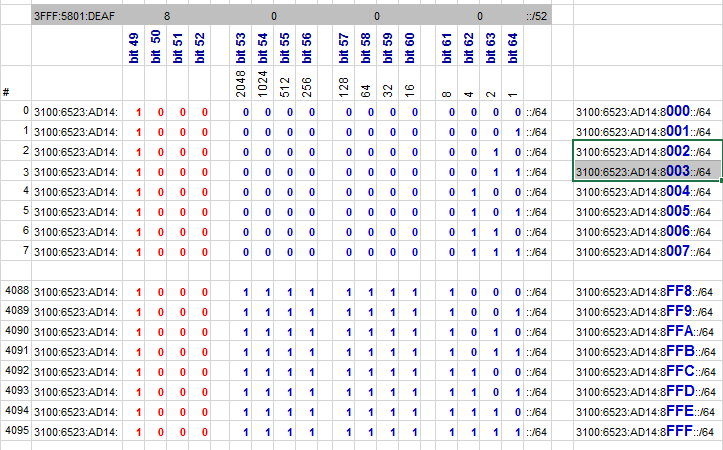 3FFF:5801:DEAF 8 0 0 0 ::/52
bit 49 bit 50 bit 51 bit 52 bit 53 bit 54 bit 55 bit 56 bit 57 bit 58 bit 59 bit 60 bit 61 bit 62 bit 63 bit 64
# 2048 1024 512 256 128 64 32 16 8 4 2 1
0 3100:6523:AD14: 1 0 0 0 0 0 0 0 0 0 0 0 0 0 0 0 ::/64 3100:6523:AD14:8000::/64
1 3100:6523:AD14: 1 0 0 0 0 0 0 0 0 0 0 0 0 0 0 1 ::/64 3100:6523:AD14:8001::/64
2 3100:6523:AD14: 1 0 0 0 0 0 0 0 0 0 0 0 0 0 1 0 ::/64 3100:6523:AD14:8002::/64
3 3100:6523:AD14: 1 0 0 0 0 0 0 0 0 0 0 0 0 0 1 1 ::/64 3100:6523:AD14:8003::/64
4 3100:6523:AD14: 1 0 0 0 0 0 0 0 0 0 0 0 0 1 0 0 ::/64 3100:6523:AD14:8004::/64
5 3100:6523:AD14: 1 0 0 0 0 0 0 0 0 0 0 0 0 1 0 1 ::/64 3100:6523:AD14:8005::/64
6 3100:6523:AD14: 1 0 0 0 0 0 0 0 0 0 0 0 0 1 1 0 ::/64 3100:6523:AD14:8006::/64
7 3100:6523:AD14: 1 0 0 0 0 0 0 0 0 0 0 0 0 1 1 1 ::/64 3100:6523:AD14:8007::/64
4088 3100:6523:AD14: 1 0 0 0 1 1 1 1 1 1 1 1 1 0 0 0 ::/64 3100:6523:AD14:8FF8::/64
4089 3100:6523:AD14: 1 0 0 0 1 1 1 1 1 1 1 1 1 0 0 1 ::/64 3100:6523:AD14:8FF9::/64
4090 3100:6523:AD14: 1 0 0 0 1 1 1 1 1 1 1 1 1 0 1 0 ::/64 3100:6523:AD14:8FFA::/64
4091 3100:6523:AD14: 1 0 0 0 1 1 1 1 1 1 1 1 1 0 1 1 ::/64 3100:6523:AD14:8FFB::/64
4092 3100:6523:AD14: 1 0 0 0 1 1 1 1 1 1 1 1 1 1 0 0 ::/64 3100:6523:AD14:8FFC::/64
4093 3100:6523:AD14: 1 0 0 0 1 1 1 1 1 1 1 1 1 1 0 1 ::/64 3100:6523:AD14:8FFD::/64
4094 3100:6523:AD14: 1 0 0 0 1 1 1 1 1 1 1 1 1 1 1 0 ::/64 3100:6523:AD14:8FFE::/64
4095 3100:6523:AD14: 1 0 0 0 1 1 1 1 1 1 1 1 1 1 1 1 ::/64 3100:6523:AD14:8FFF::/64